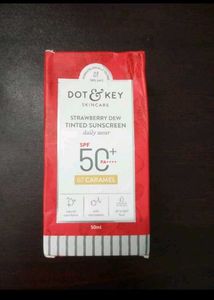 DOT & KEY
SKINCARE
STRAWBERRY DEW
TINTED SUNSCREEN
daily wear
SPF
50+
PA++++
07 CARAMEL
50ml